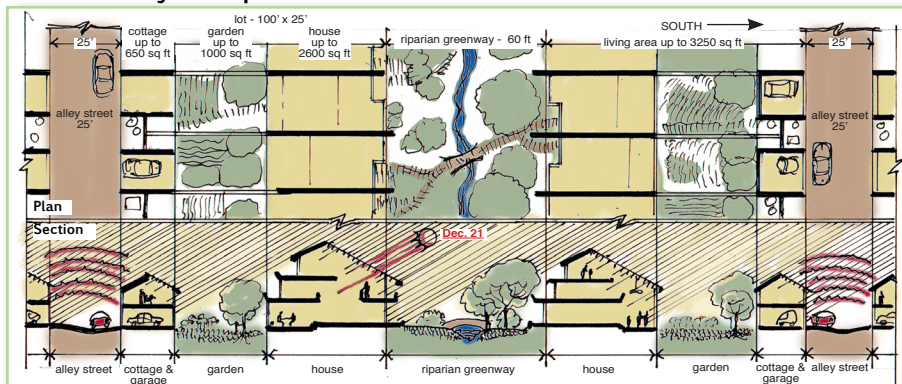 lot - 100' x 25'
25'
cottage
up to
650 sq ft
garden
up to
1000 sq ft
house
up to
2600 sq ft
riparian greenway - 60 ft
SOUTH
living area up to 3250 sq ft
25'
alley street
25'
alley street
25'
Plan
Section
Dec. 21
alley street
cottage &
garage
garden
house
riparian greenway
house
garden
cottage &
garage
alley street